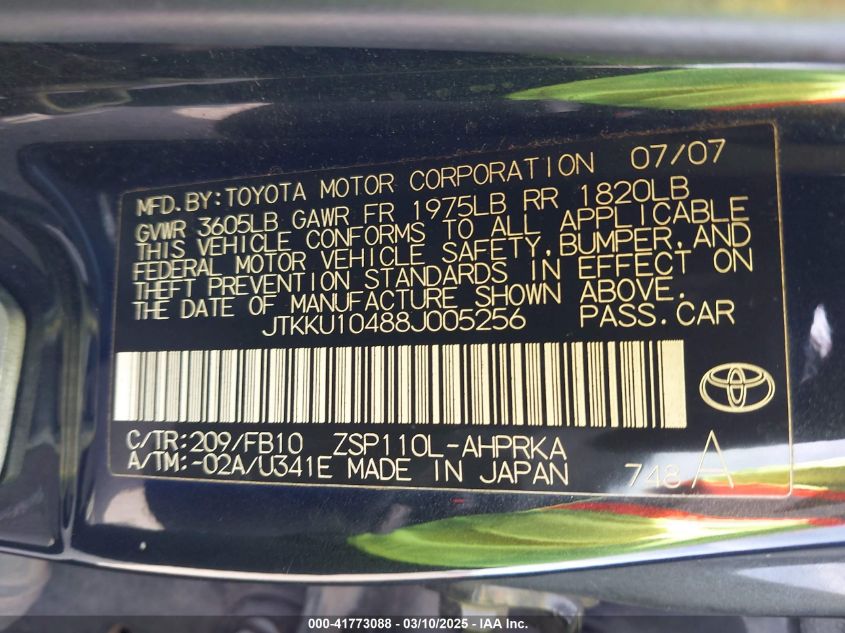 MFD.BY:TOYOTA MOTOR CORPORATION 07/07
GVWR 3605LB GAWR FR 1975LB RR 1820LB
THIS VEHICLE CONFORMS TO ALL APPLICABLE
FEDERAL MOTOR VEHICLE SAFETY,BUMPER,AND
THEFT PREVENTION STANDARDS IN EFFECT ON
THE DATE OF MANUFACTURE SHOWN ABOVE.
JTKKU10488J005256 PASS.CAR
C/TR:209/FB10 ZSP110L-AHPRKA
A/TM:-02A/U341E MADE IN JAPAN 748 A
000-41773088 - 03/10/2025 - IAA Inc.